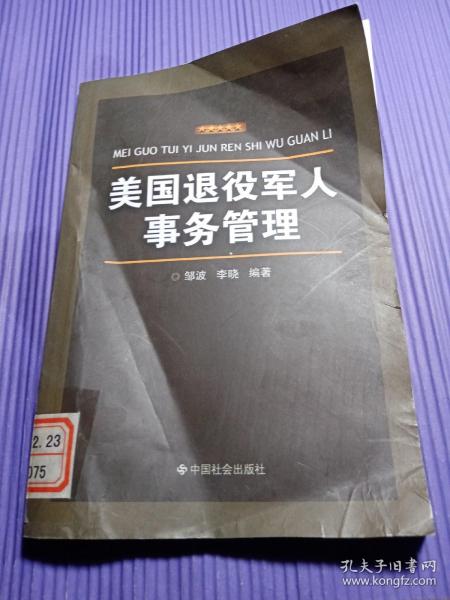 MEI GUO TUI YI JUN REN SHI WU GUAN LI
美国退役军人
事务管理
邹波 李晓 编著
2.23
075
中国社会出版社
孔夫子旧书网
www.kongfz.com